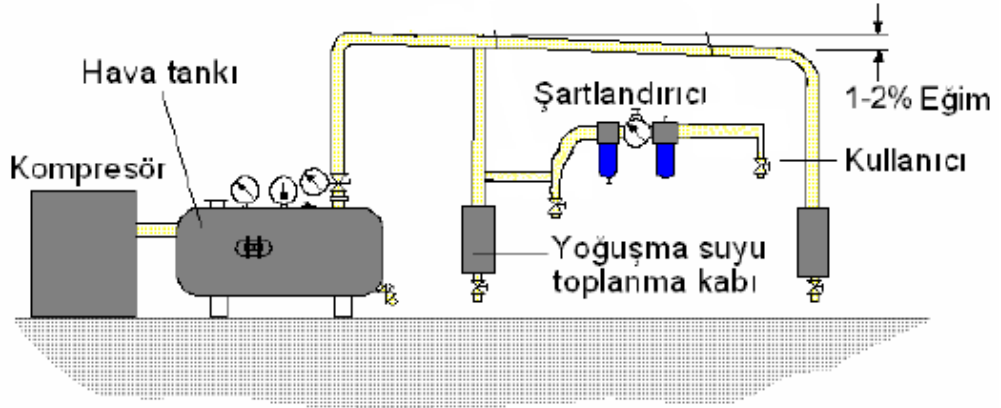 Hava tankı
Şartlandırıcı
1-2% Eğim
Kompresör
Kullanıcı
Yoğuşma suyu
toplanma kabı